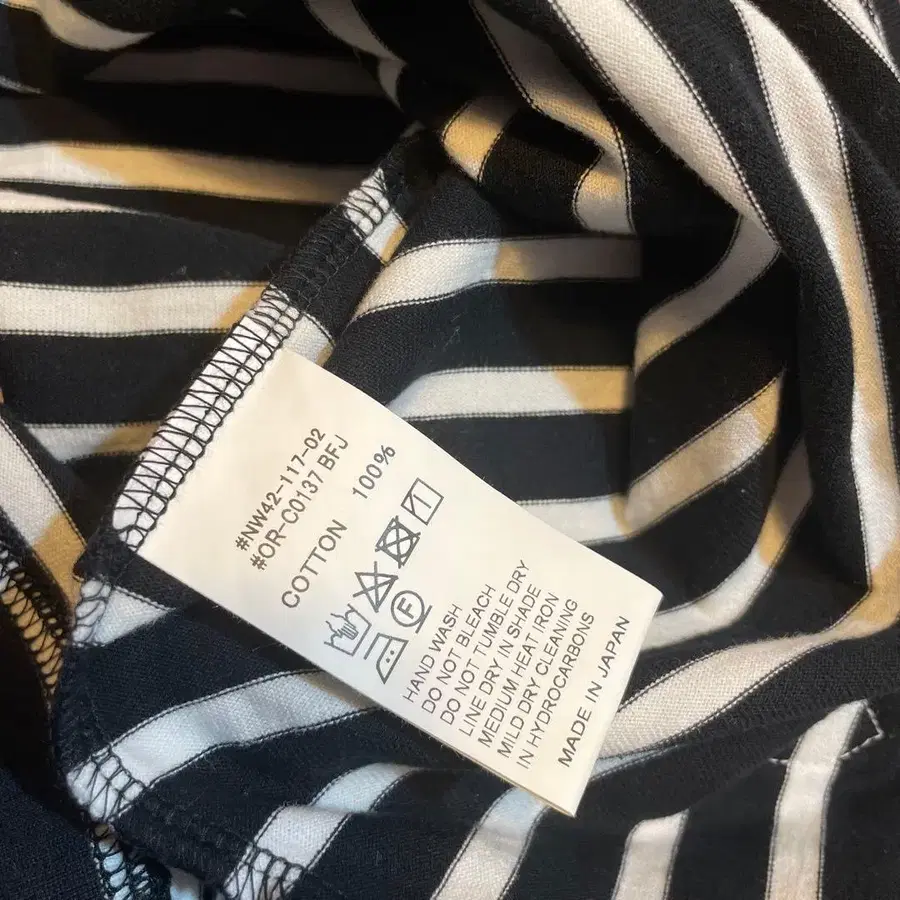 #NW42-117-02
#OR-C0137 BFJ
COTTON 100%
F
HAND WASH
DO NOT BLEACH
DO NOT TUMBLE DRY
LINE DRY IN SHADE
MEDIUM HEAT IRON
MILD DRY CLEANING
IN HYDROCARBONS
MADE IN JAPAN